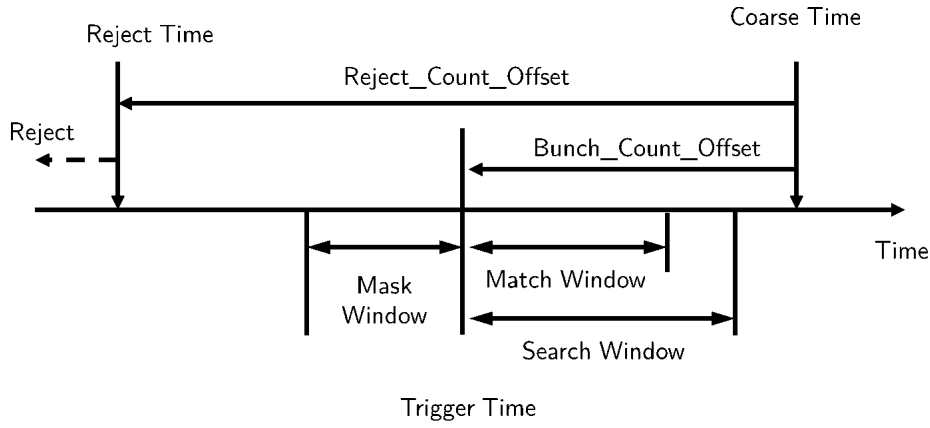 Coarse Time
Reject Time
Reject_Count_Offset
Reject
Bunch_Count_Offset
Time
Mask
Window
Match Window
Search Window
Trigger Time